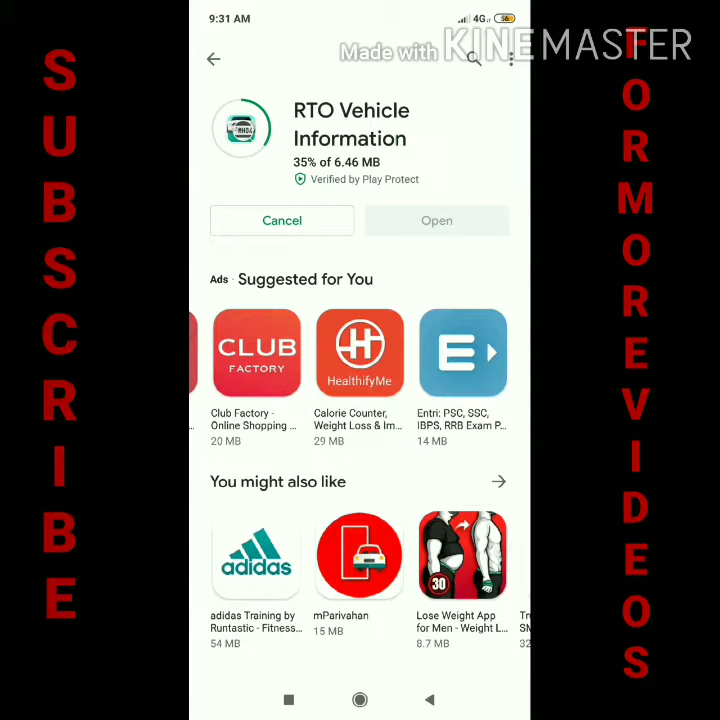 9:31 AM
4G
56
Made with KINEMASTER
SUBSCRIBE
FORMOREVIDEOS
RTO Vehicle
Information
35% of 6.46 MB
Verified by Play Protect
Cancel
Open
Ads · Suggested for You
CLUB
FACTORY
HealthifyMe
E
Club Factory -
Online Shopping ...
20 MB
Calorie Counter,
Weight Loss & Im...
29 MB
Entri: PSC, SSC,
IBPS, RRB Exam P...
14 MB
You might also like
adidas
30
adidas Training by
Runtastic - Fitness...
54 MB
mParivahan
15 MB
Lose Weight App
for Men - Weight L...
8.7 MB